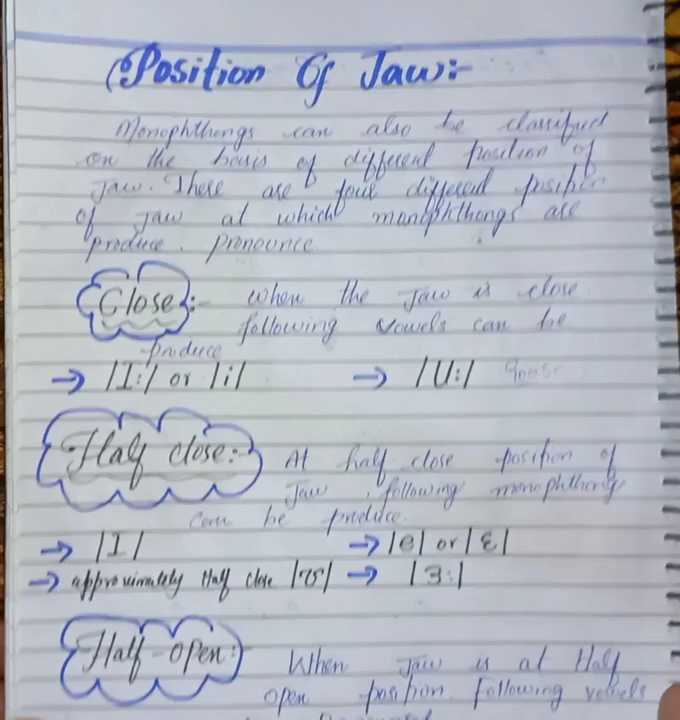 Position Of Jaw:-
Monophthongs can also be classified
on the basis of different position of
Jaw. There are four different position
of Jaw at which monophthongs are
produce. pronounce
Close:- when the Jaw is close
following vowels can be
produce
→ |I:| or |i| → |U:| goose
Half close:- At half close position of
Jaw, following monophthong
can be produce.
→ |I| → |e| or |ɛ|
→ approximately Half close |ʊ| → |3:|
Half-open:- When Jaw is at Half
open position. following vowels